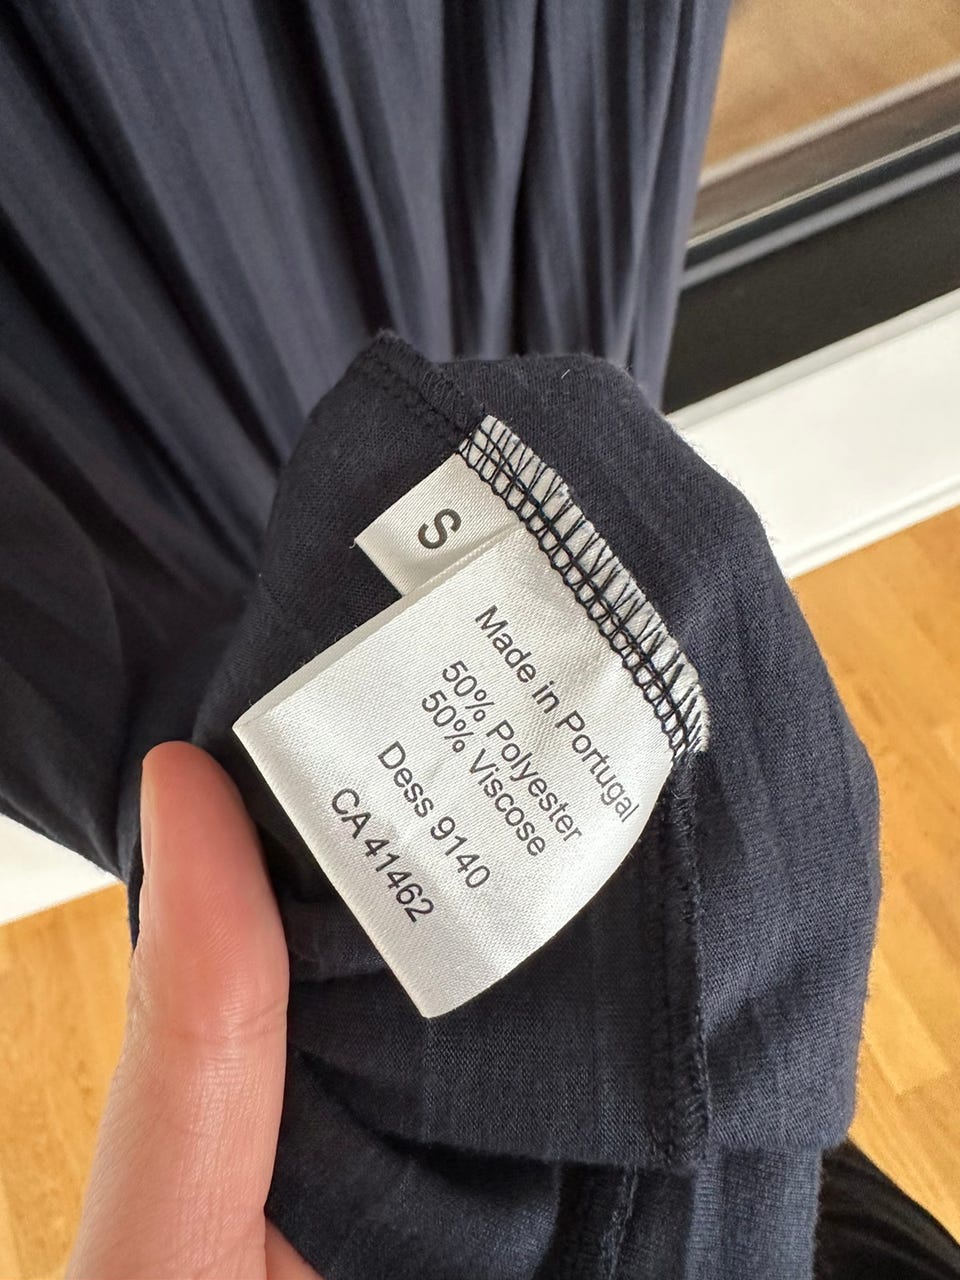 S
Made in Portugal
50% Polyester
50% Viscose
Dess 9140
CA 41462